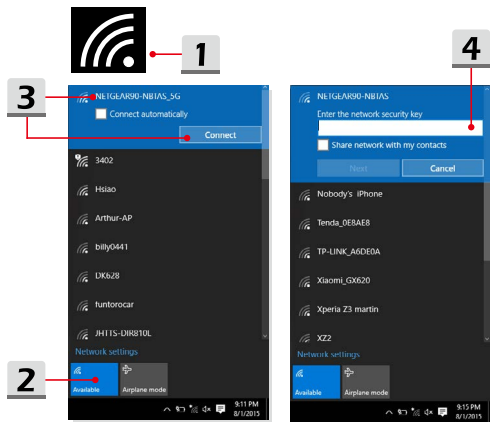 1
3
NETGEAR90-NBTAS_5G
Connect automatically
Connect
3402
Hsiao
Arthur-AP
billy0441
DK628
funtorocar
JHTTS-DIR810L
Network settings
2
Available
Airplane mode
9:11 PM
8/1/2015
4
NETGEAR90-NBTAS
Enter the network security key
Share network with my contacts
Next
Cancel
Nobody's iPhone
Tenda_0E8AE8
TP-LINK_A6DE0A
Xiaomi_GX620
Xperia Z3 martin
XZ2
Network settings
Available
Airplane mode
9:15 PM
8/1/2015